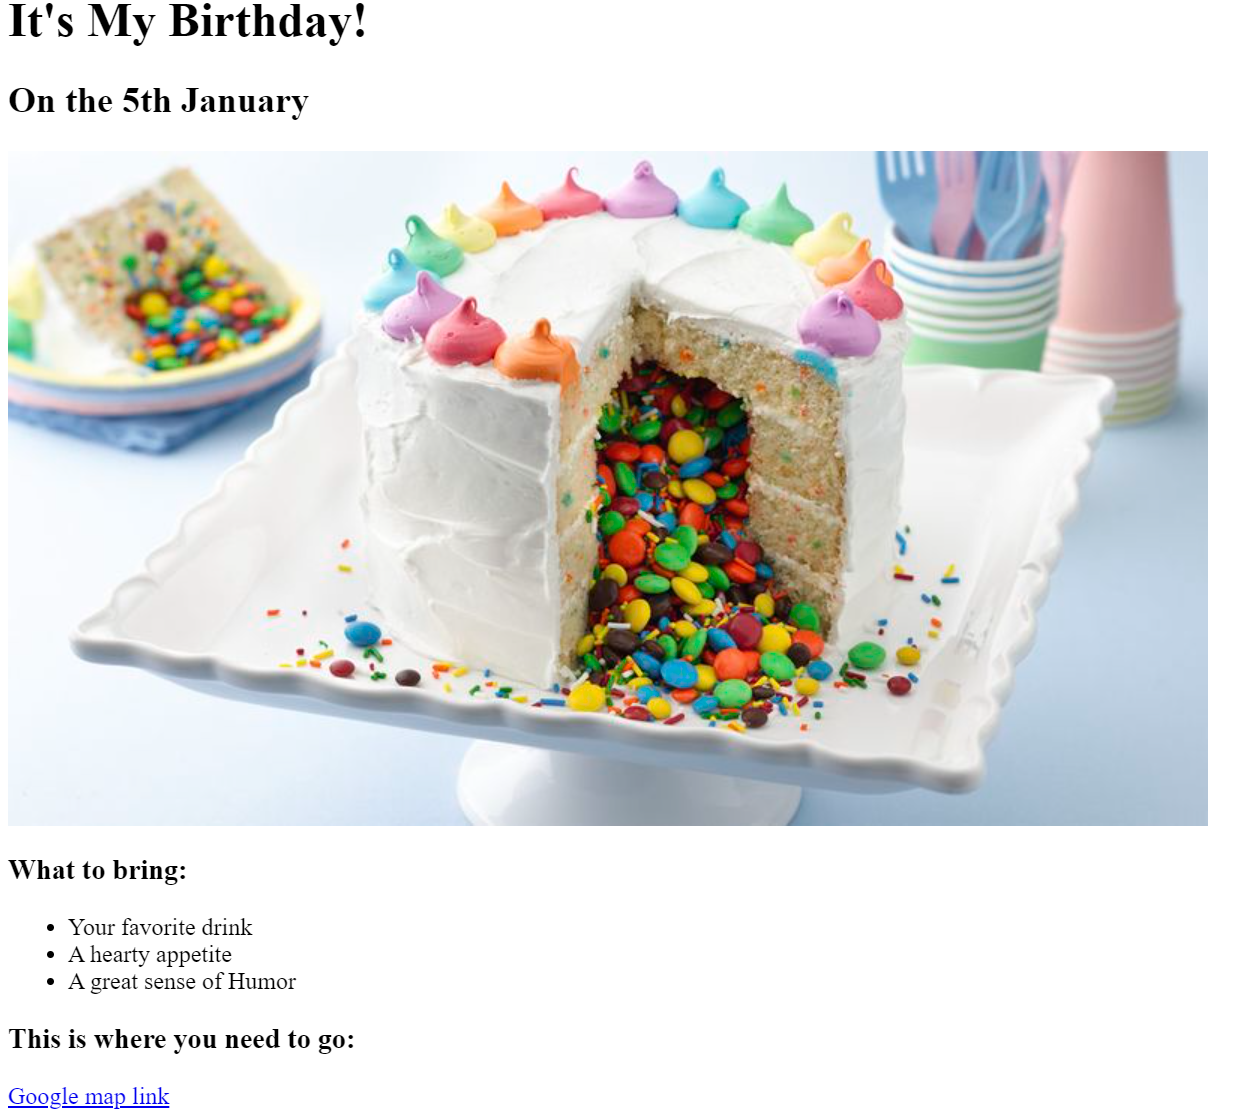 It's My Birthday!
On the 5th January
What to bring:
Your favorite drink
A hearty appetite
A great sense of Humor
This is where you need to go:
Google map link